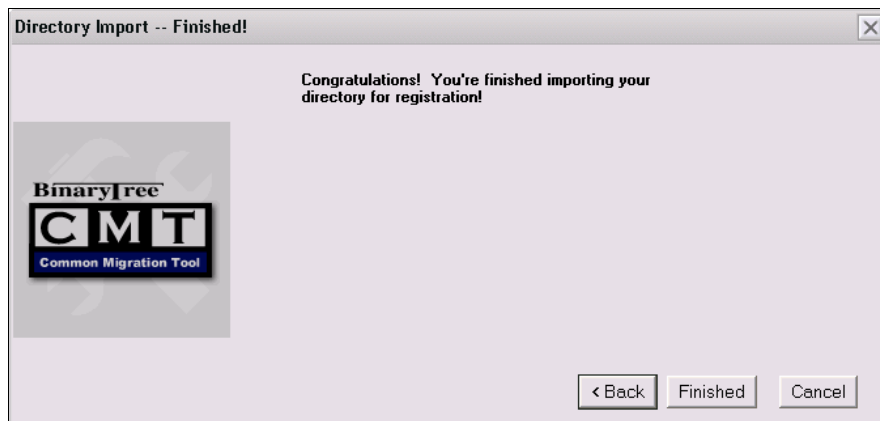 Directory Import -- Finished!
Congratulations! You're finished importing your
directory for registration!
BinaryTree
CMT
Common Migration Tool
< Back
Finished
Cancel